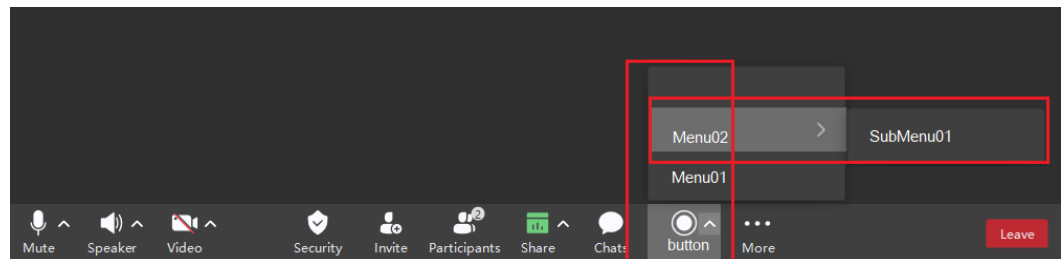 Menu02
SubMenu01
Menu01
2
Mute Speaker Video Security Invite Participants Share Chats button More Leave